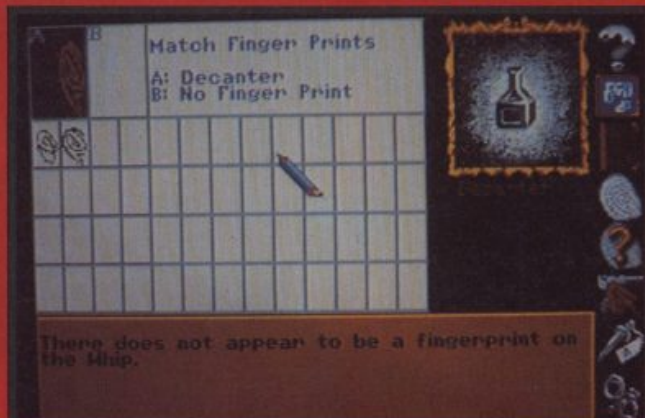 A
B
Match Finger Prints
A: Decanter
B: No Finger Print
There does not appear to be a fingerprint on
the Whip.